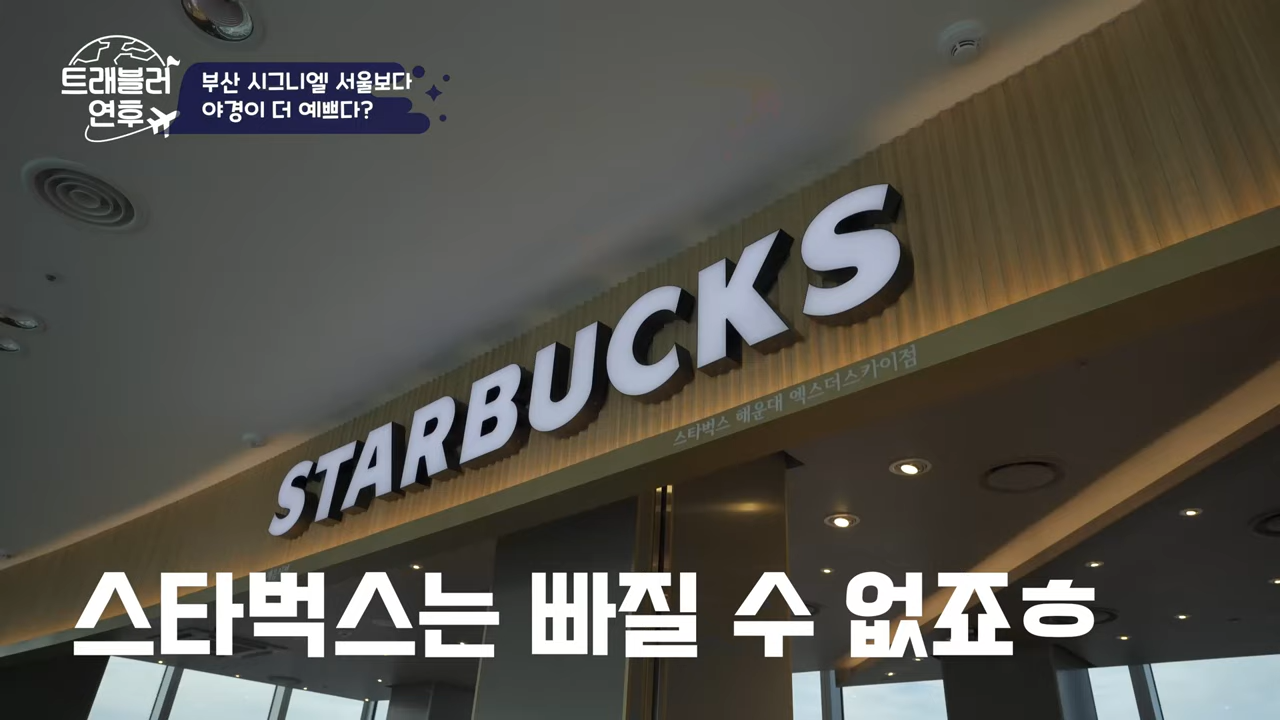 트래블러
연후
부산 시그니엘 서울보다
야경이 더 예쁘다?
STARBUCKS
스타벅스 해운대 엑스더스카이점
스타벅스는 빠질 수 없죠ㅎ